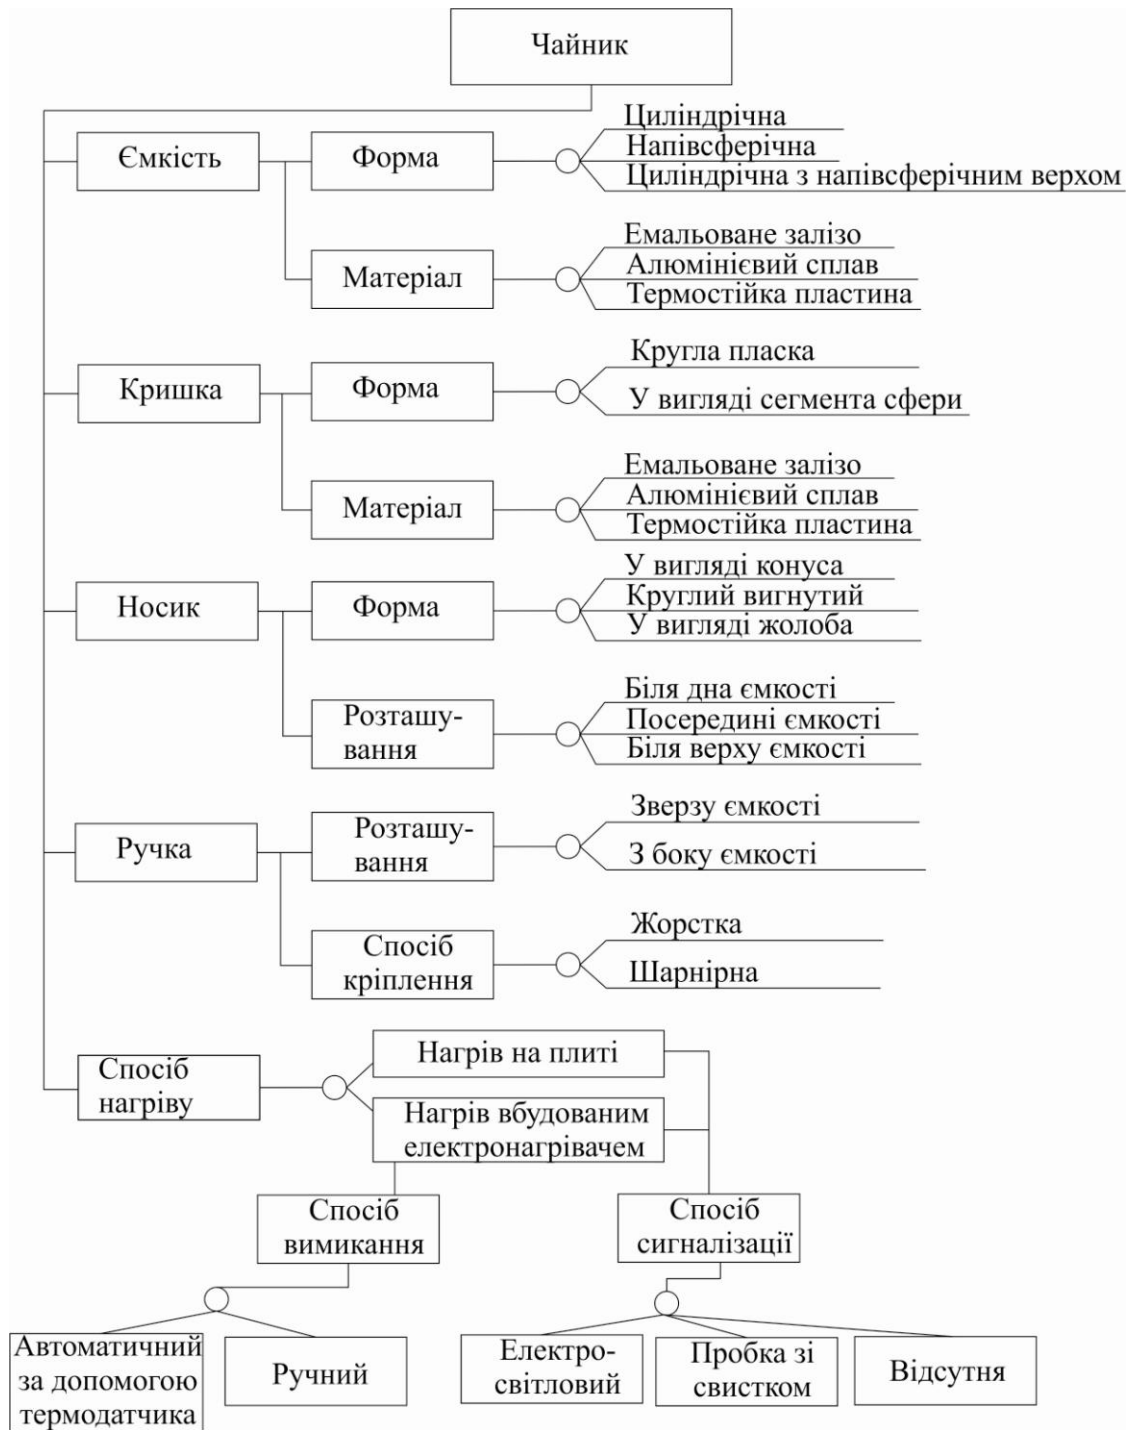 Чайник
Ємкість
Форма
Циліндрічна
Напівсферічна
Циліндрічна з напівсферічним верхом
Матеріал
Емальоване залізо
Алюмінієвий сплав
Термостійка пластина
Кришка
Форма
Кругла пласка
У вигляді сегмента сфери
Матеріал
Емальоване залізо
Алюмінієвий сплав
Термостійка пластина
Носик
Форма
У вигляді конуса
Круглий вигнутий
У вигляді жолоба
Розташу-
вання
Біля дна ємкості
Посередині ємкості
Біля верху ємкості
Ручка
Розташу-
вання
Зверзу ємкості
З боку ємкості
Спосіб
кріплення
Жорстка
Шарнірна
Спосіб
нагріву
Нагрів на плиті
Нагрів вбудованим
електронагрівачем
Спосіб
вимикання
Спосіб
сигналізації
Автоматичний
за допомогою
термодатчика
Ручний
Електро-
світловий
Пробка зі
свистком
Відсутня